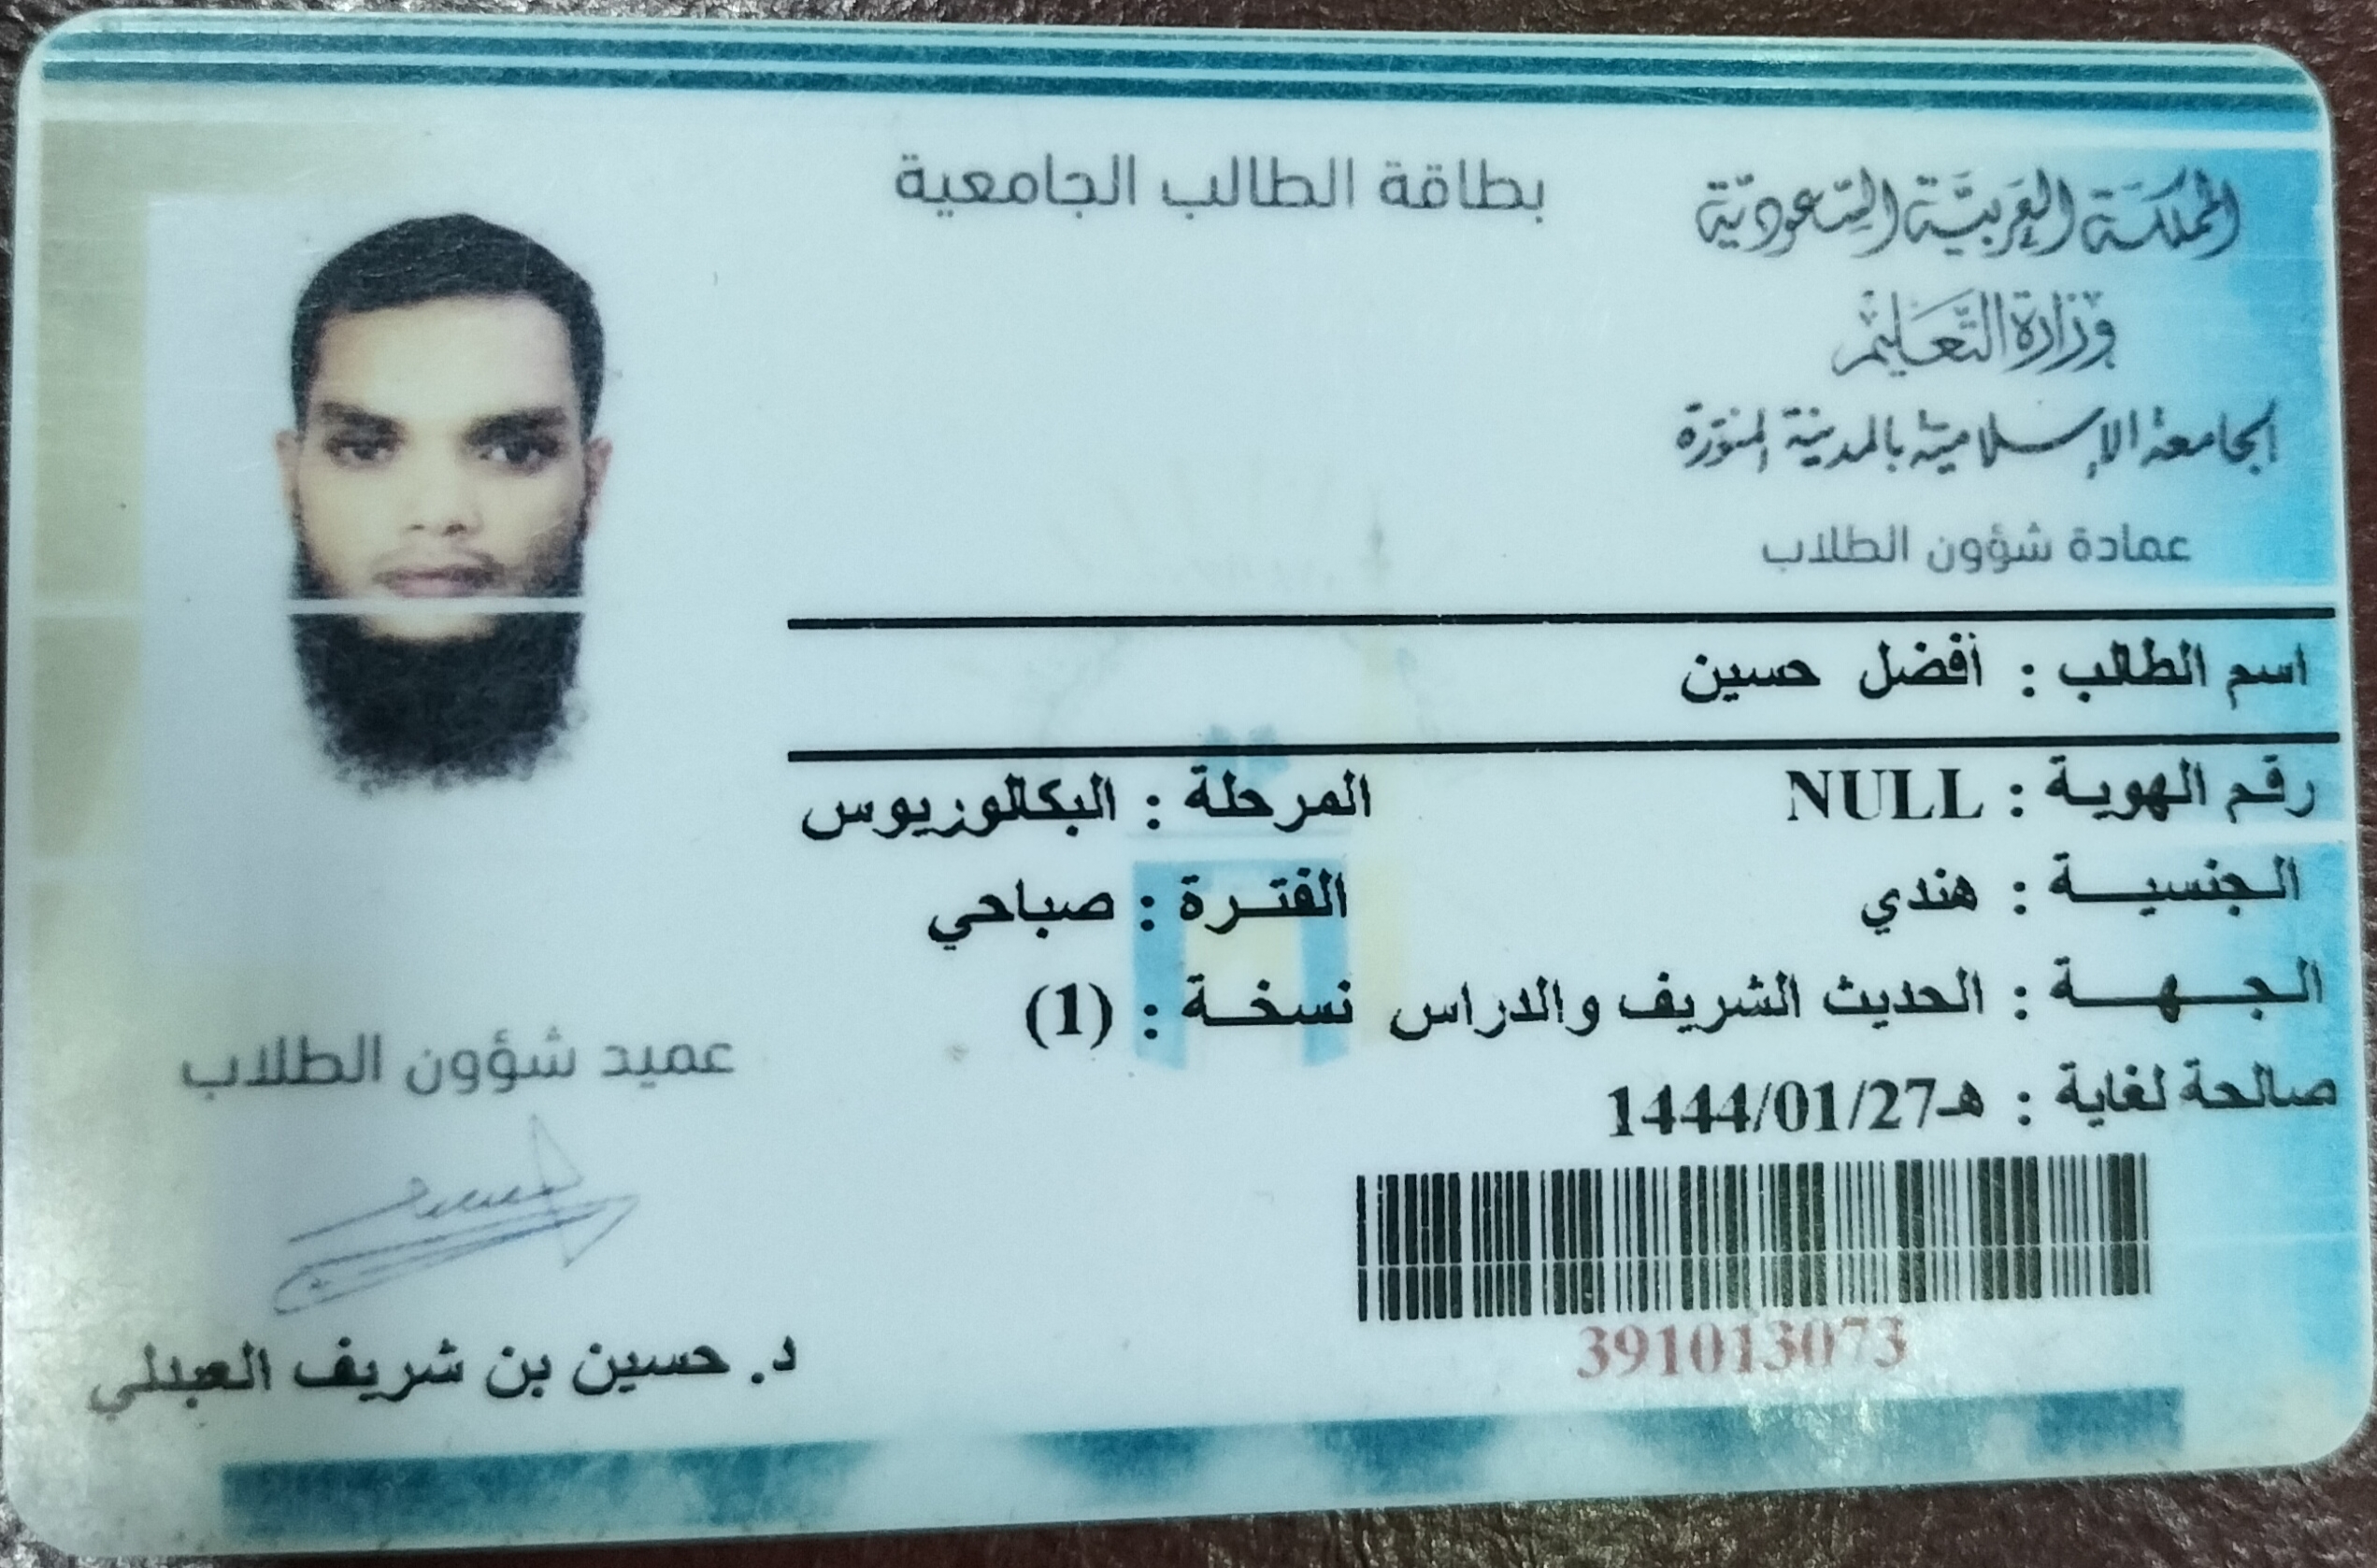 المملكة العربية السعودية
وزارة التعليم
الجامعة الإسلامية بالمدينة المنورة
عمادة شؤون الطلاب
بطاقة الطالب الجامعية
اسم الطالب : أفضل حسين
رقم الهوية : NULL المرحلة : البكالوريوس
الجنسية : هندي الفترة : صباحي
الجهة : الحديث الشريف والدراس نسخة : (1)
صالحة لغاية : 1444/01/27هـ
391013073
عميد شؤون الطلاب
د. حسين بن شريف العبدلي